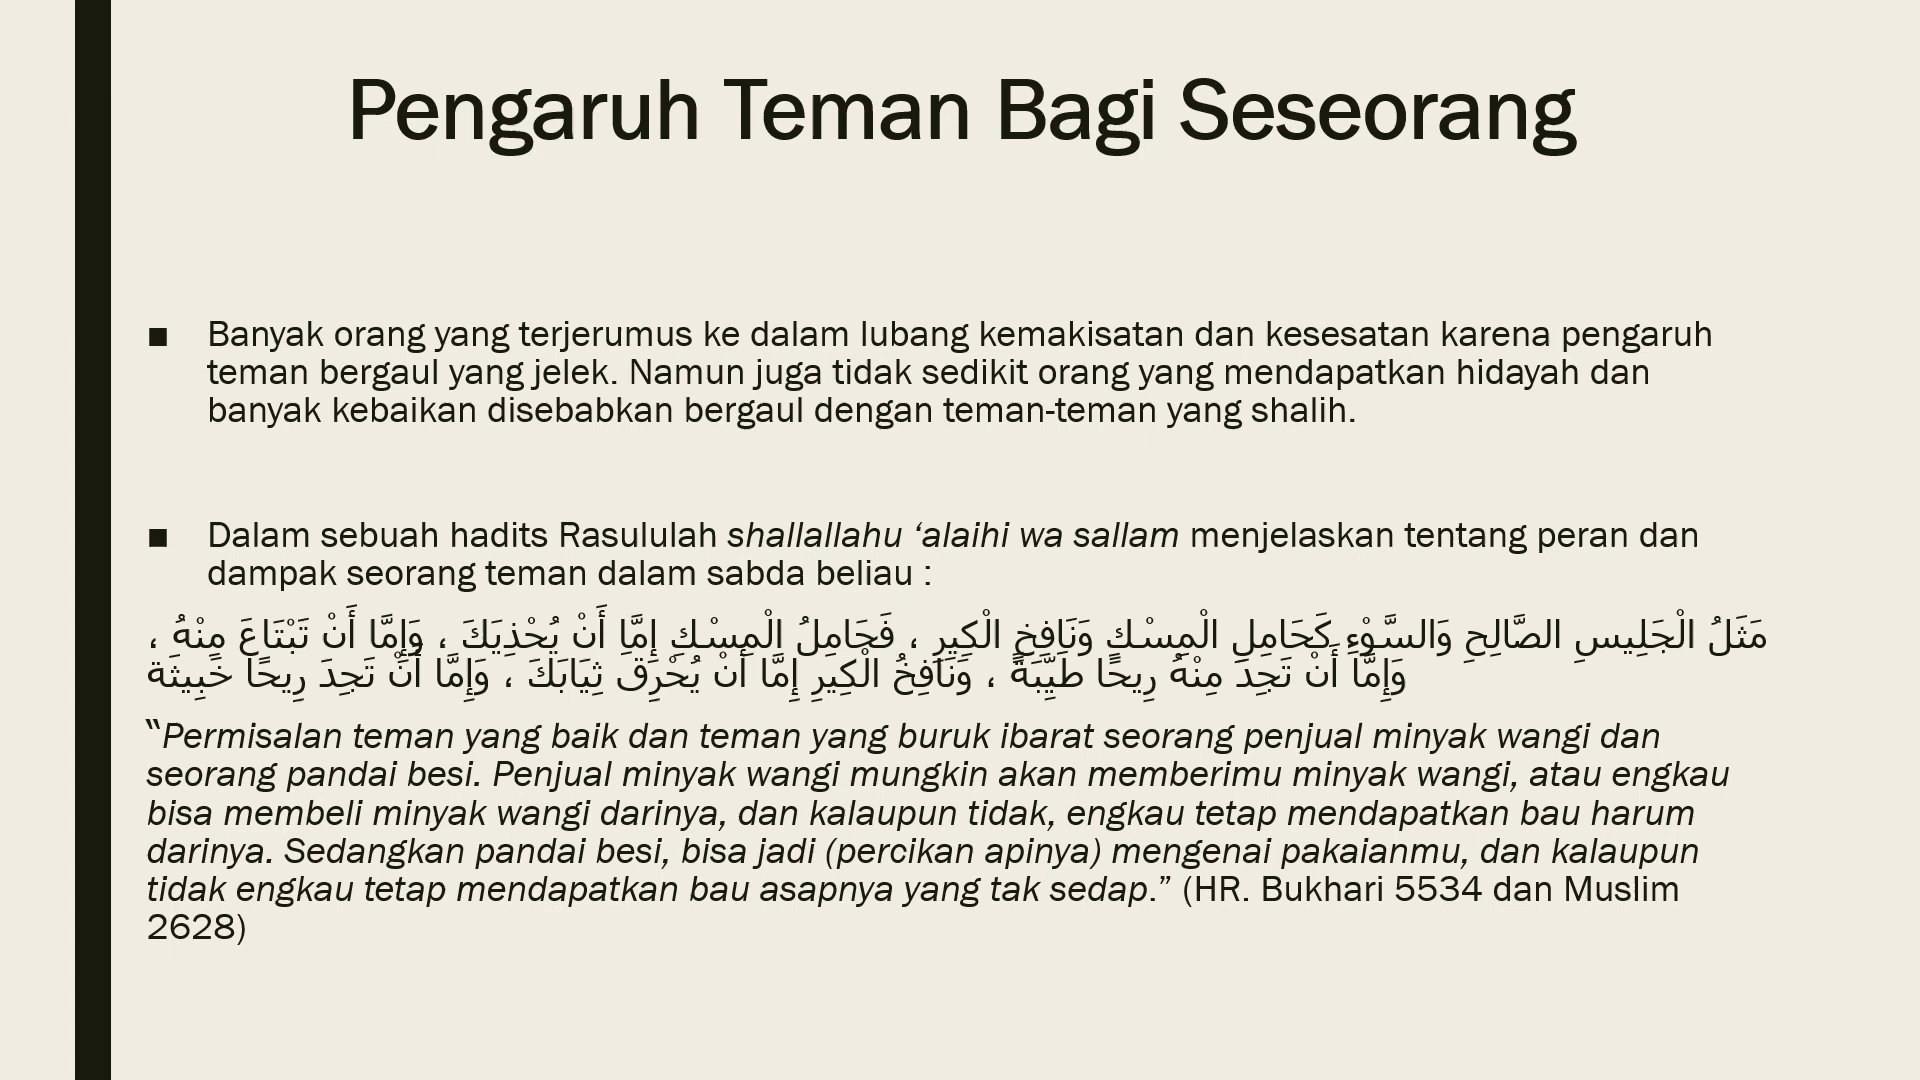 Pengaruh Teman Bagi Seseorang
▪ Banyak orang yang terjerumus ke dalam lubang kemakisatan dan kesesatan karena pengaruh
teman bergaul yang jelek. Namun juga tidak sedikit orang yang mendapatkan hidayah dan
banyak kebaikan disebabkan bergaul dengan teman-teman yang shalih.
▪ Dalam sebuah hadits Rasululah shallallahu ‘alaihi wa sallam menjelaskan tentang peran dan
dampak seorang teman dalam sabda beliau :
مَثَلُ الْجَلِيسِ الصَّالِحِ وَالسَّوْءِ كَحَامِلِ الْمِسْكِ وَنَافِخِ الْكِيرِ ، فَحَامِلُ الْمِسْكِ إِمَّا أَنْ يُحْذِيَكَ ، وَإِمَّا أَنْ تَبْتَاعَ مِنْهُ ،
وَإِمَّا أَنْ تَجِدَ مِنْهُ رِيحًا طَيِّبَةً ، وَنَافِخُ الْكِيرِ إِمَّا أَنْ يُحْرِقَ ثِيَابَكَ ، وَإِمَّا أَنْ تَجِدَ رِيحًا خَبِيثَة
“Permisalan teman yang baik dan teman yang buruk ibarat seorang penjual minyak wangi dan
seorang pandai besi. Penjual minyak wangi mungkin akan memberimu minyak wangi, atau engkau
bisa membeli minyak wangi darinya, dan kalaupun tidak, engkau tetap mendapatkan bau harum
darinya. Sedangkan pandai besi, bisa jadi (percikan apinya) mengenai pakaianmu, dan kalaupun
tidak engkau tetap mendapatkan bau asapnya yang tak sedap.” (HR. Bukhari 5534 dan Muslim
2628)